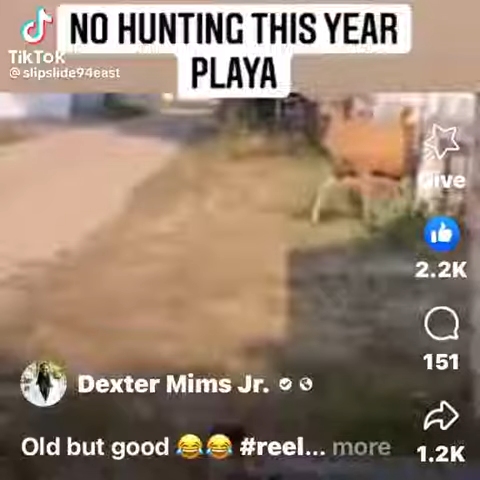 NO HUNTING THIS YEAR
PLAYA
TikTok
@slipslide94east
Give
2.2K
151
Dexter Mims Jr.
1.2K
Old but good 😂😂 #reel... more